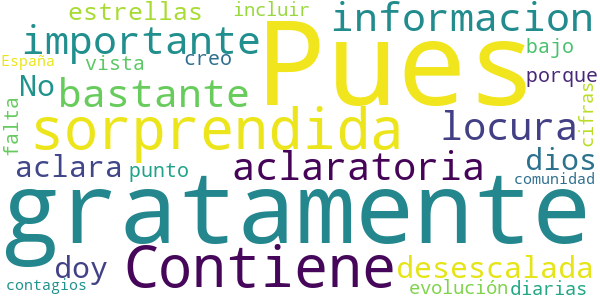 estrellas incluir informacion
importante Pues
España vista creo bajo
No bastante porque
falta sorprendida locura cifras
aclara punto aclaratoria dios
gratamente comunidad
doy Contiene desescalada
contagios evolución diarias